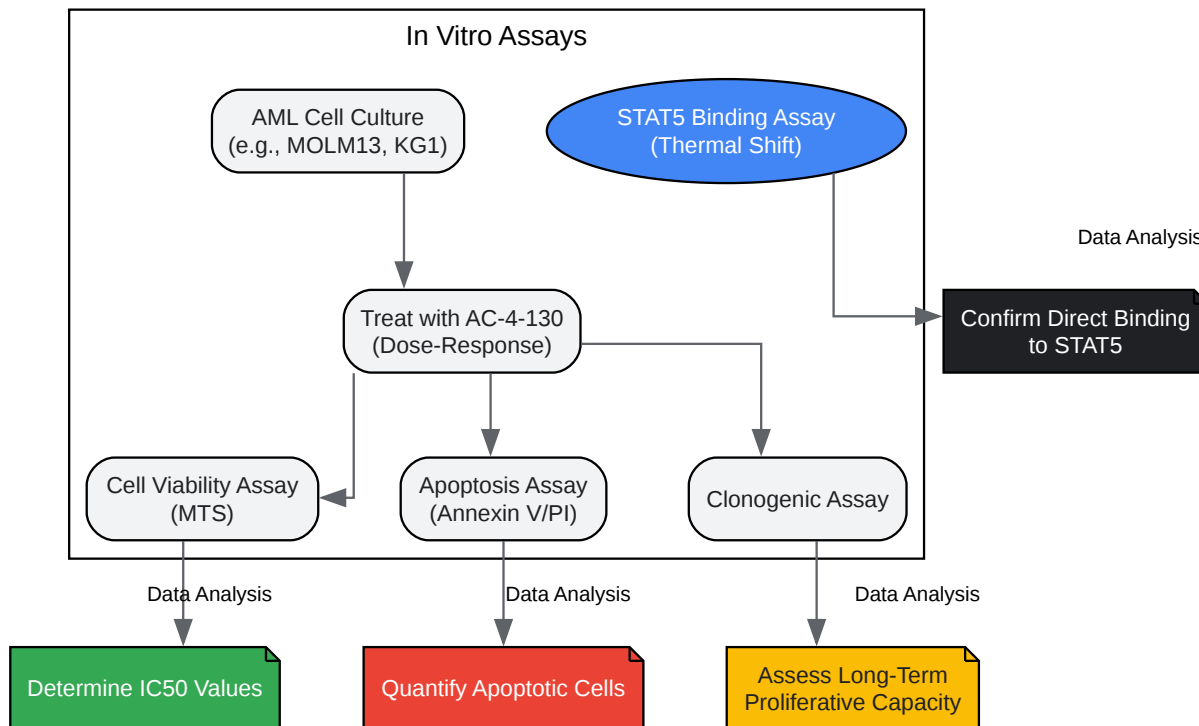 In Vitro Assays
AML Cell Culture
(e.g., MOLM13, KG1)
STAT5 Binding Assay
(Thermal Shift)
Data Analysis
Treat with AC-4-130
(Dose-Response)
Confirm Direct Binding
to STAT5
Cell Viability Assay
(MTS)
Apoptosis Assay
(Annexin V/PI)
Clonogenic Assay
Data Analysis
Data Analysis
Data Analysis
Determine IC50 Values
Quantify Apoptotic Cells
Assess Long-Term
Proliferative Capacity